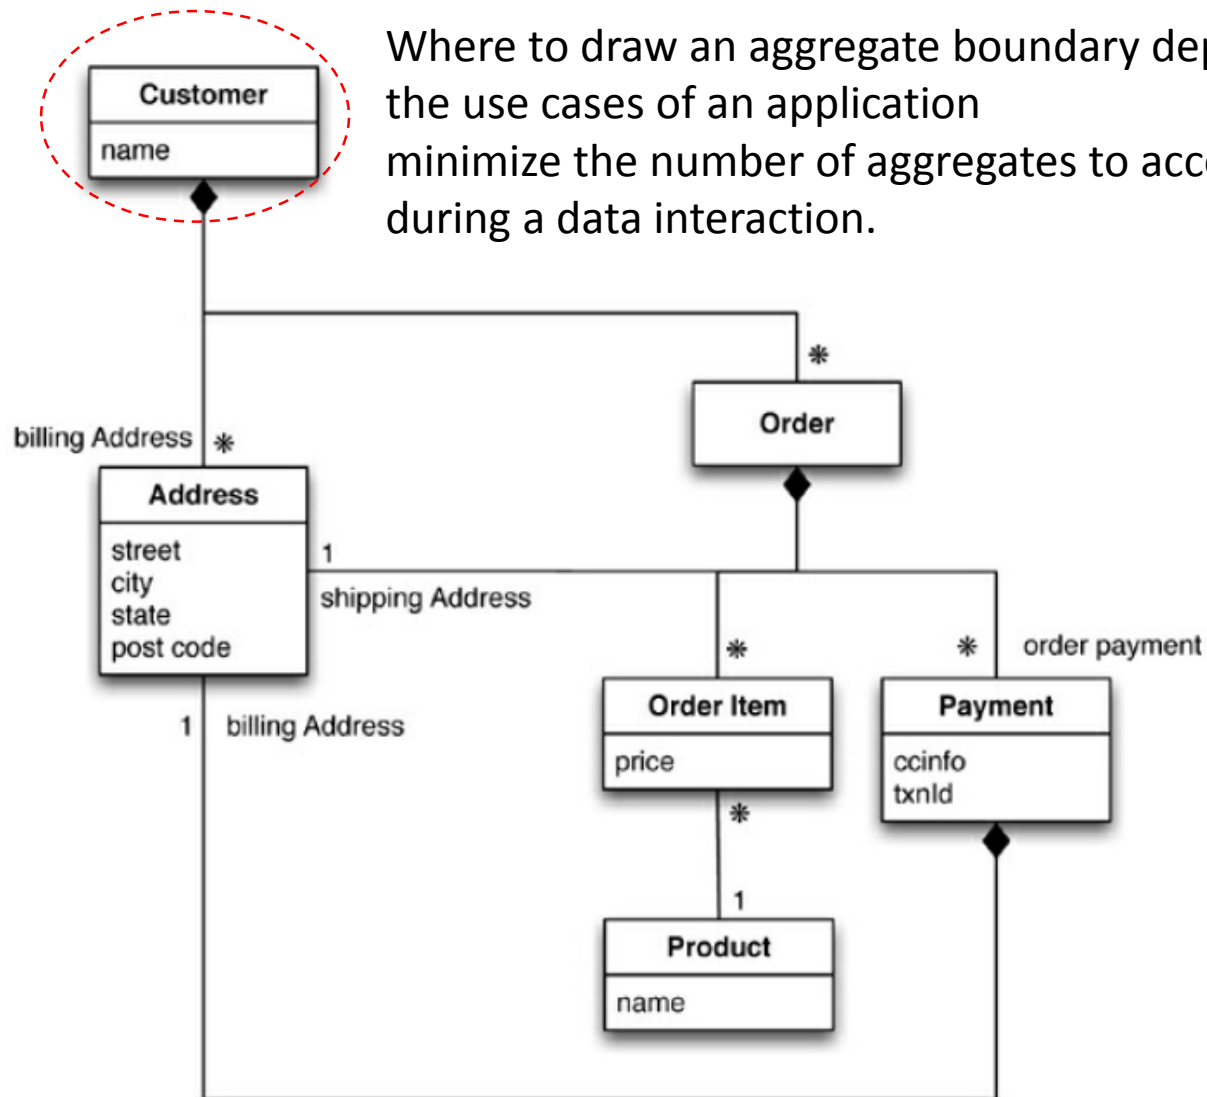 Where to draw an aggregate boundary dep
the use cases of an application
minimize the number of aggregates to acc
during a data interaction.
Customer
name
*
Order
billing Address *
Address
street
city
state
post code
1
shipping Address
*
* order payment
Order Item
price
Payment
ccinfo
txnId
1 billing Address
*
1
Product
name